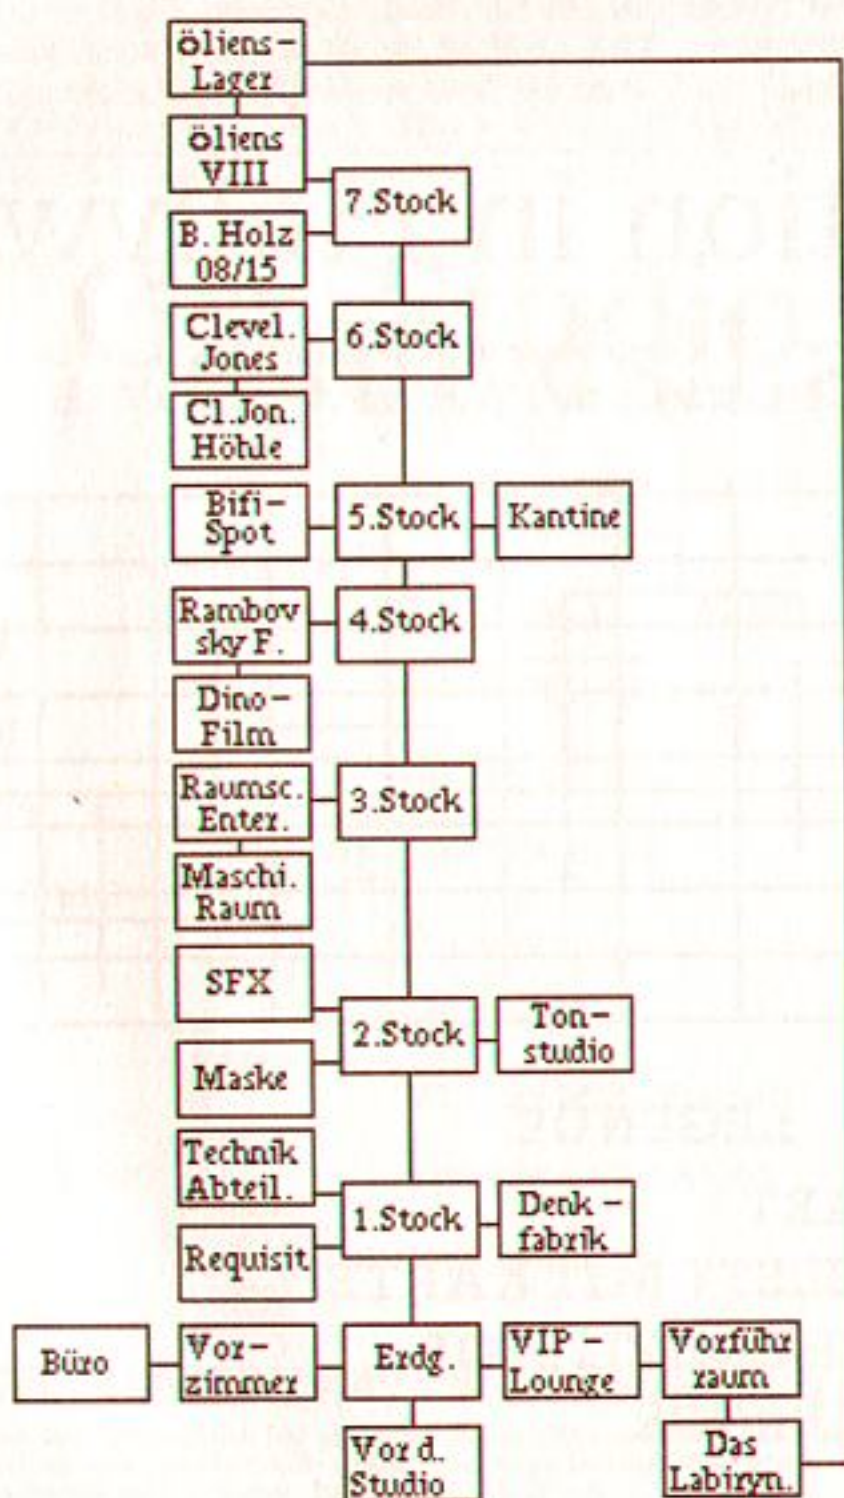 öliens-
Lager
öliens
VIII
7.Stock
B. Holz
08/15
Clevel.
Jones
6.Stock
Cl.Jon.
Höhle
Bifi-
Spot
5.Stock
Kantine
Rambov
sky F.
4.Stock
Dino-
Film
Raumsc.
Enter.
3.Stock
Maschi.
Raum
SFX
2.Stock
Ton-
studio
Maske
Technik
Abteil.
1.Stock
Denk-
fabrik
Requisit
Büro
Vor-
zimmer
Erdg.
VIP-
Lounge
Vorführ
raum
Vor d.
Studio
Das
Labiryn.